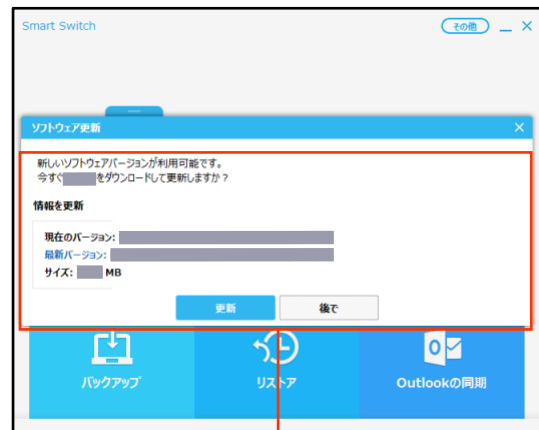 Smart Switch
その他
ソフトウェア更新
新しいソフトウェアバージョンが利用可能です。
今すぐ をダウンロードして更新しますか？
情報を更新
現在のバージョン:
最新バージョン:
サイズ: MB
更新 後で
バックアップ リストア Outlookの同期